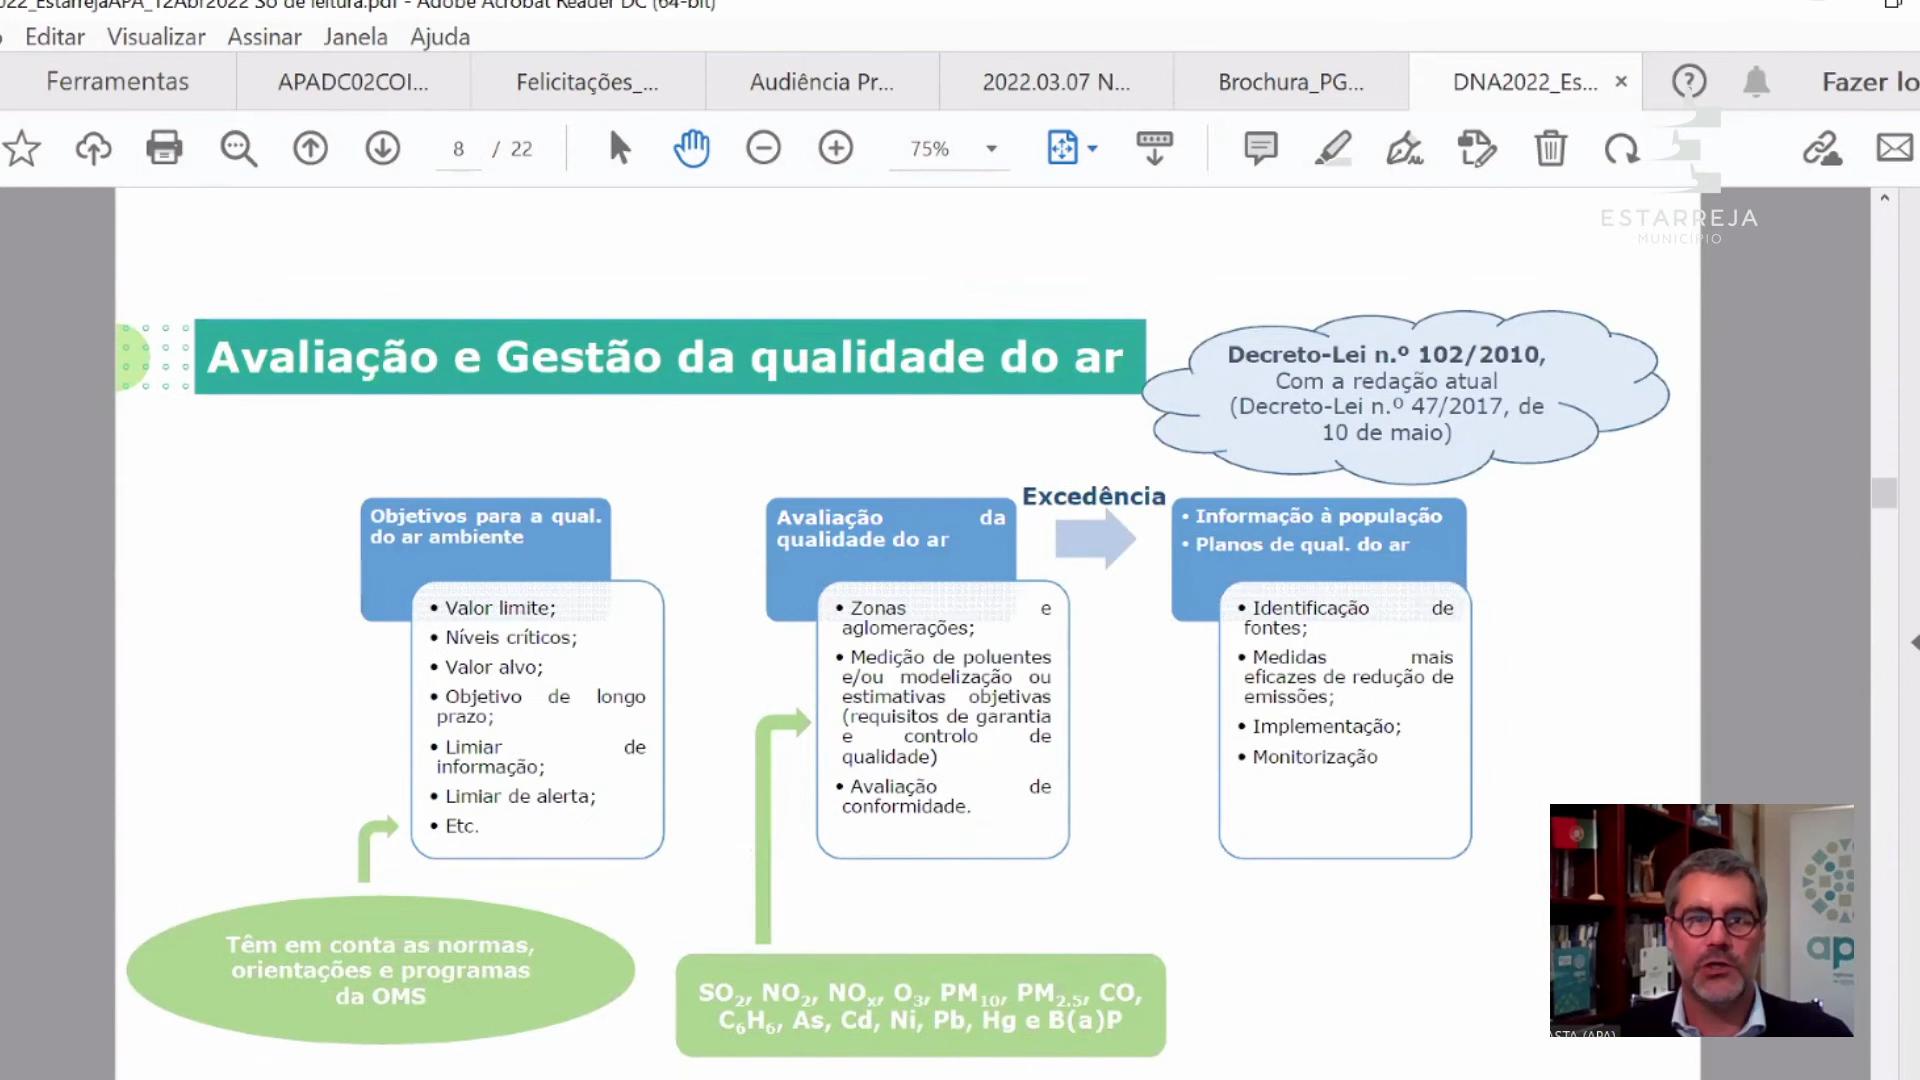 Editar Visualizar Assinar Janela Ajuda
Ferramentas APADC02COI... Felicitações_... Audiência Pr... 2022.03.07 N... Brochura_PG... DNA2022_Es... × Fazer lo
8 / 22 75%
ESTARREJA
MUNICÍPIO
Avaliação e Gestão da qualidade do ar
Decreto-Lei n.º 102/2010,
Com a redação atual
(Decreto-Lei n.º 47/2017, de
10 de maio)
Objetivos para a qual.
do ar ambiente
• Valor limite;
• Níveis críticos;
• Valor alvo;
• Objetivo de longo
prazo;
• Limiar de
informação;
• Limiar de alerta;
• Etc.
Têm em conta as normas,
orientações e programas
da OMS
Avaliação da
qualidade do ar
• Zonas e
aglomerações;
• Medição de poluentes
e/ou modelização ou
estimativas objetivas
(requisitos de garantia
e controlo de
qualidade)
• Avaliação de
conformidade.
SO₂, NO₂, NOₓ, O₃, PM₁₀, PM₂.₅, CO,
C₆H₆, As, Cd, Ni, Pb, Hg e B(a)P
Excedência
• Informação à população
• Planos de qual. do ar
• Identificação de
fontes;
• Medidas mais
eficazes de redução de
emissões;
• Implementação;
• Monitorização